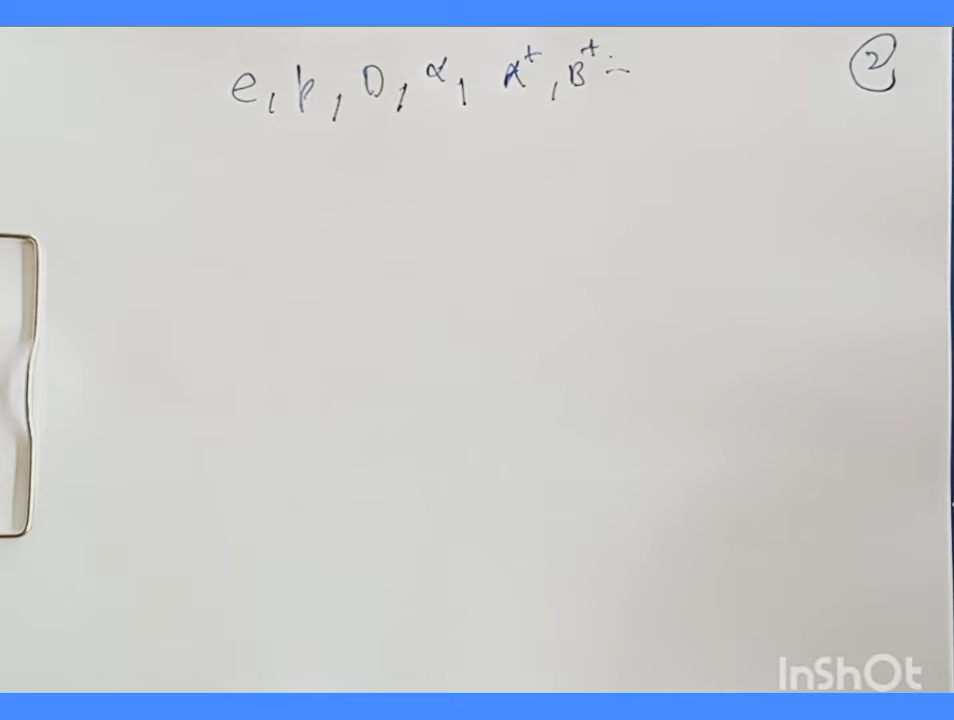 e, p, D, α, A⁺, B⁺ :-
2
InShOt